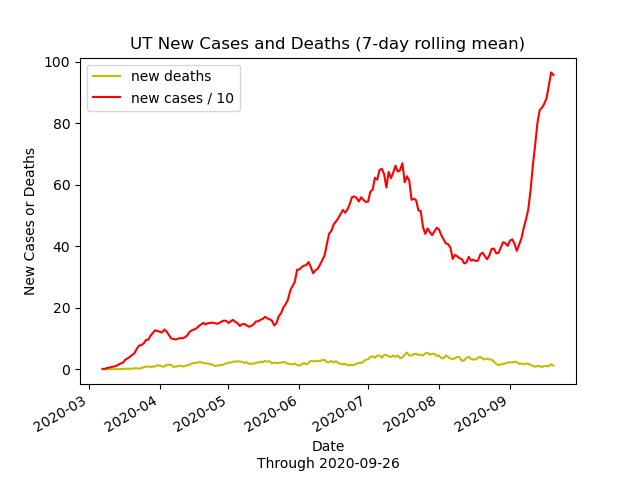 UT New Cases and Deaths (7-day rolling mean)
new deaths
new cases / 10
100
80
60
40
20
0
New Cases or Deaths
2020-03
2020-04
2020-05
2020-06
2020-07
2020-08
2020-09
Date
Through 2020-09-26